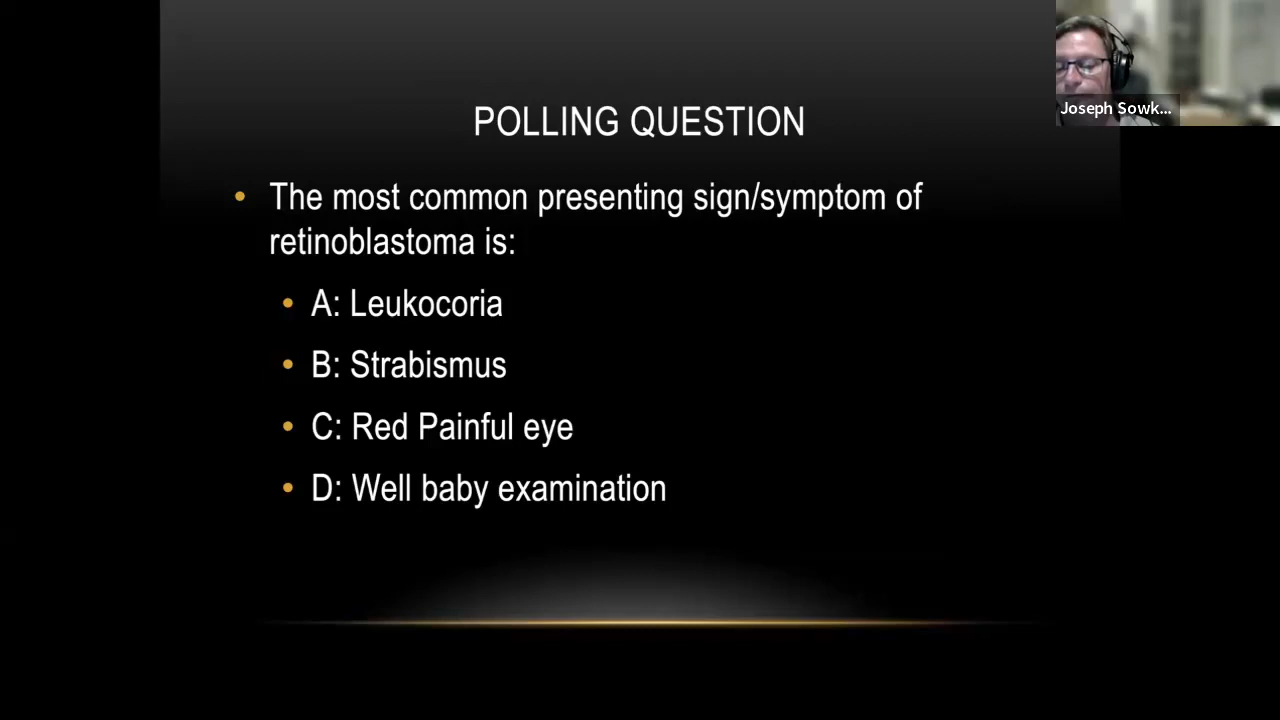 Joseph Sowk...
POLLING QUESTION
• The most common presenting sign/symptom of
retinoblastoma is:
• A: Leukocoria
• B: Strabismus
• C: Red Painful eye
• D: Well baby examination